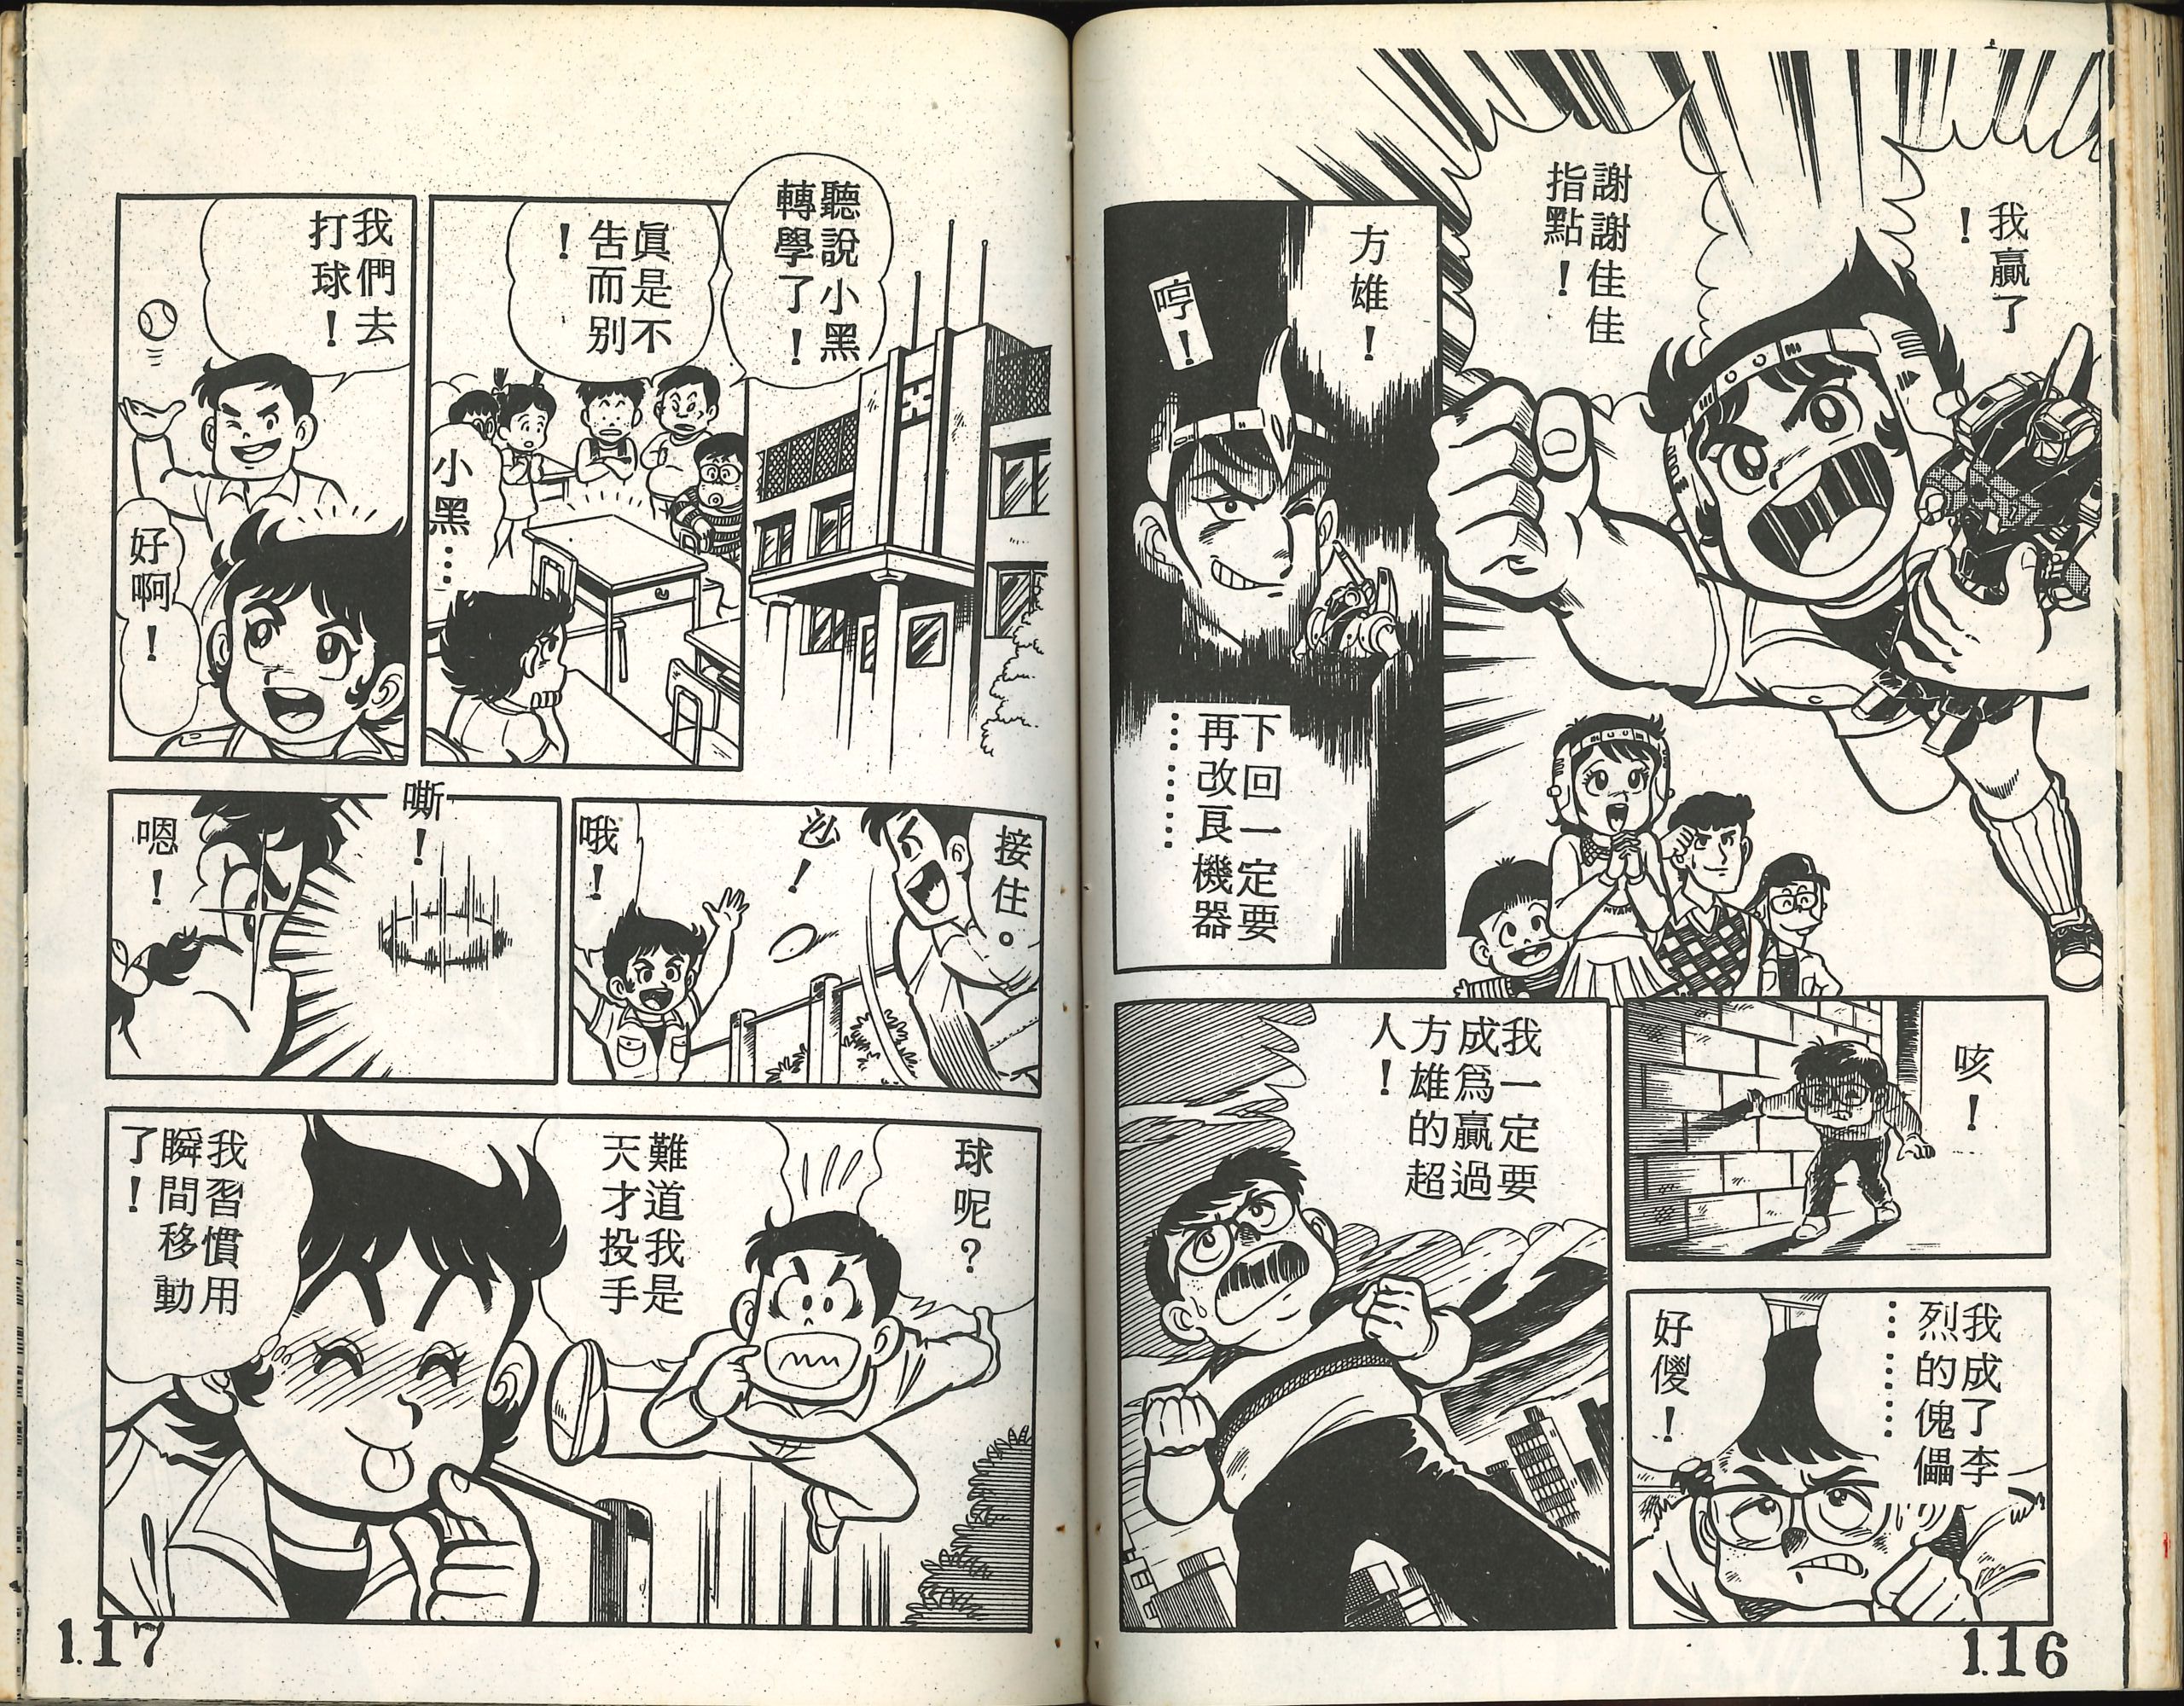 我贏了
！
謝謝佳佳
指點！
方雄！
哼！
下回一定要
再改良機器
……
咳！
我成了李
烈的傀儡
……
好傻！
我一定要
成爲贏過
方雄的超
人！
116
聽說小黑
轉學了！
眞是不
告而別
！
小黑…
我們去
打球！
好啊！
接住。
哦！
嘶！
嗯！
球呢？
難道我是
天才投手
我習慣用
瞬間移動
了！
117